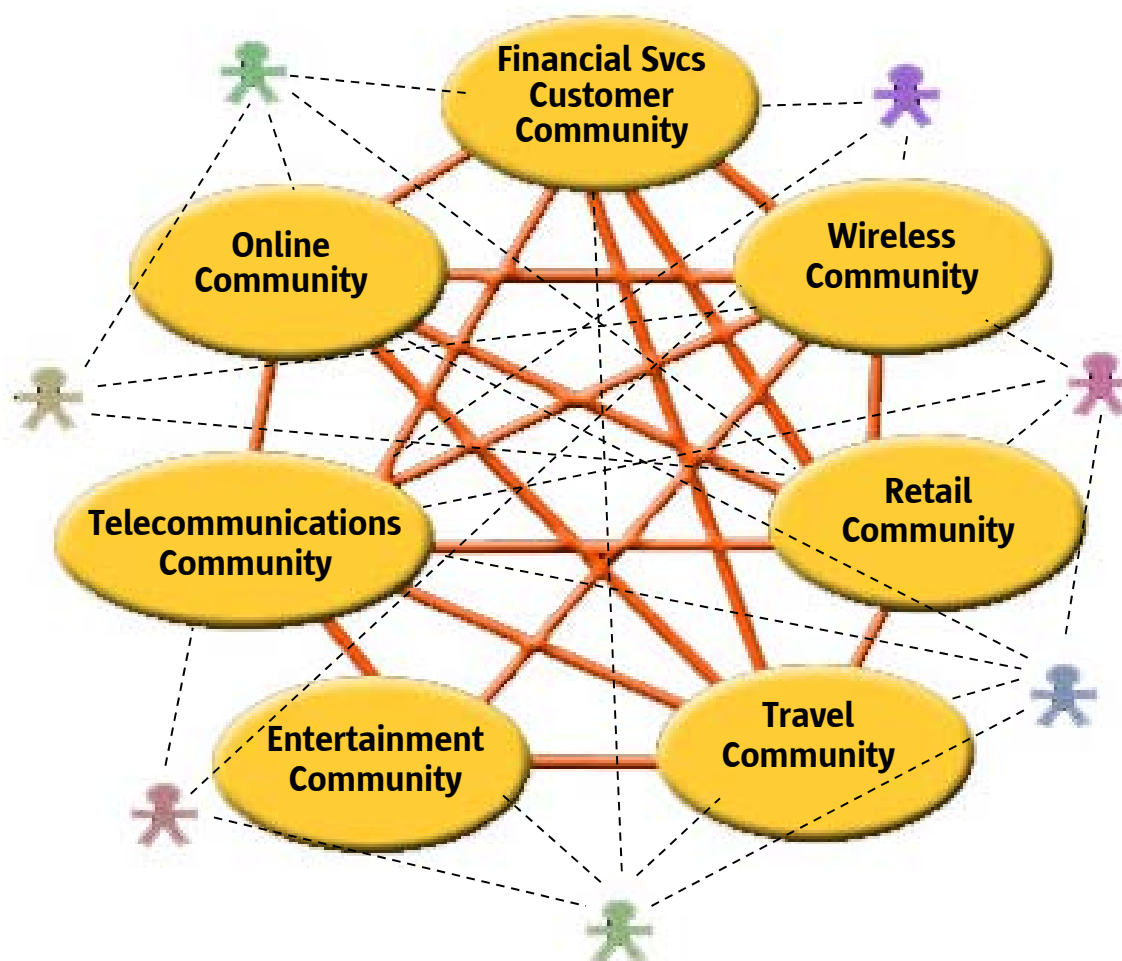 Financial Svcs
Customer
Community
Online
Community
Wireless
Community
Retail
Community
Telecommunications
Community
Travel
Community
Entertainment
Community